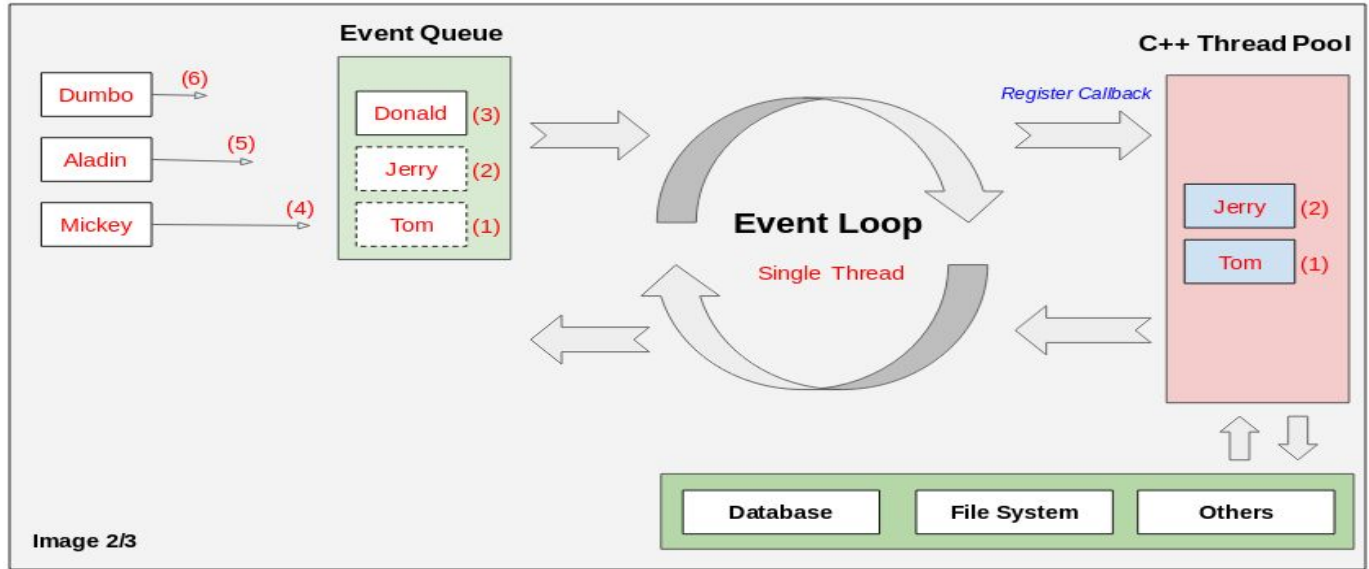 Event Queue
C++ Thread Pool
Dumbo (6)
Aladin (5)
Mickey (4)
Donald (3)
Jerry (2)
Tom (1)
Register Callback
Event Loop
Single Thread
Jerry (2)
Tom (1)
Database
File System
Others
Image 2/3